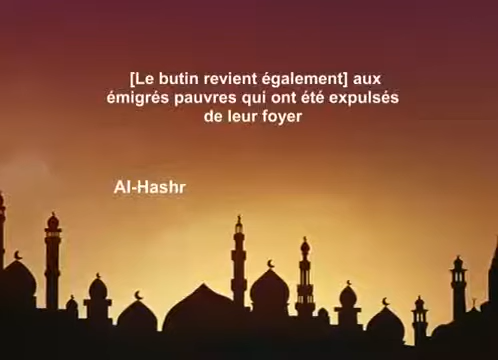 [Le butin revient également] aux
émigrés pauvres qui ont été expulsés
de leur foyer
Al-Hashr